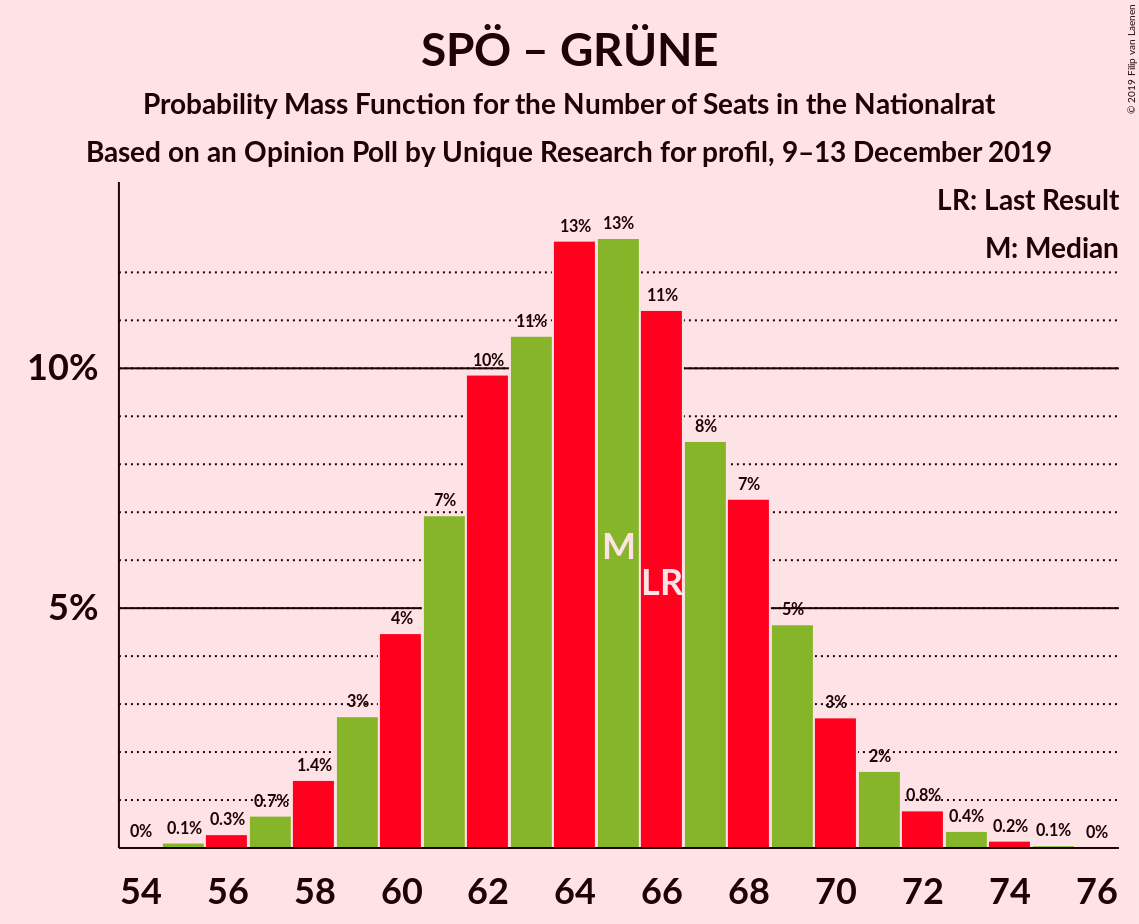 SPÖ – GRÜNE
Probability Mass Function for the Number of Seats in the Nationalrat
Based on an Opinion Poll by Unique Research for profil, 9–13 December 2019
© 2019 Filip van Laenen
LR: Last Result
M: Median
10%
5%
0%
0.1%
0.3%
0.7%
1.4%
3%
4%
7%
10%
11%
13%
13%
11%
8%
7%
5%
3%
2%
0.8%
0.4%
0.2%
0.1%
0%
M
LR
54 56 58 60 62 64 66 68 70 72 74 76